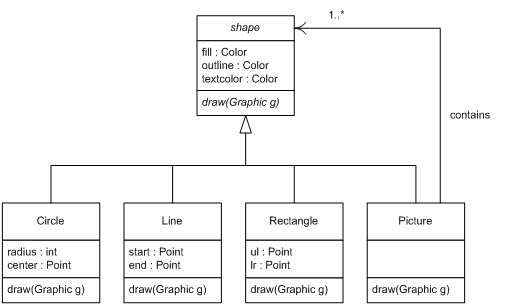 shape
1..*
fill : Color
outline : Color
textcolor : Color
draw(Graphic g)
contains
Circle
radius : int
center : Point
draw(Graphic g)
Line
start : Point
end : Point
draw(Graphic g)
Rectangle
ul : Point
lr : Point
draw(Graphic g)
Picture
draw(Graphic g)